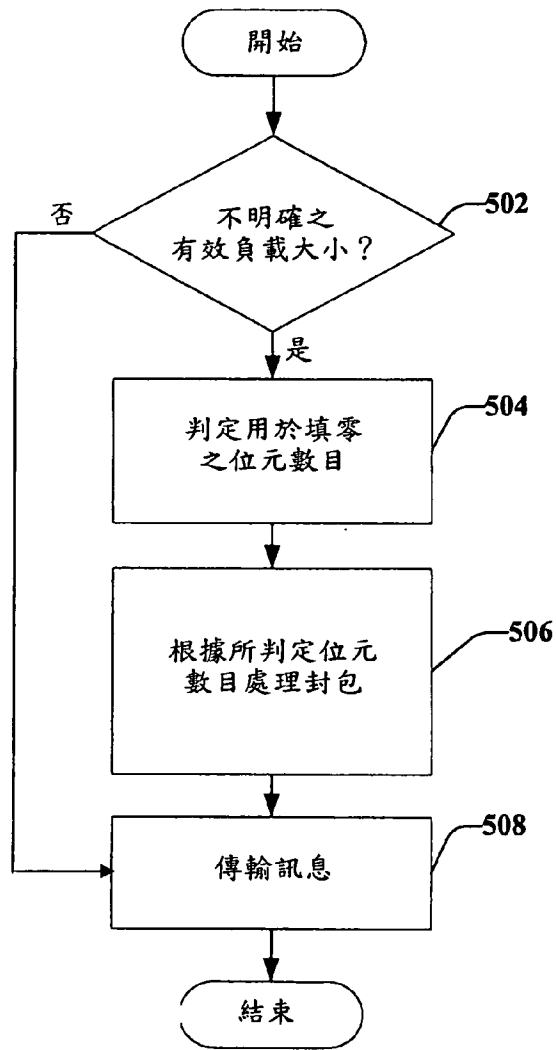 開始
否
不明確之
有效負載大小？
502
是
判定用於填零
之位元數目
504
根據所判定位元
數目處理封包
506
傳輸訊息
508
結束